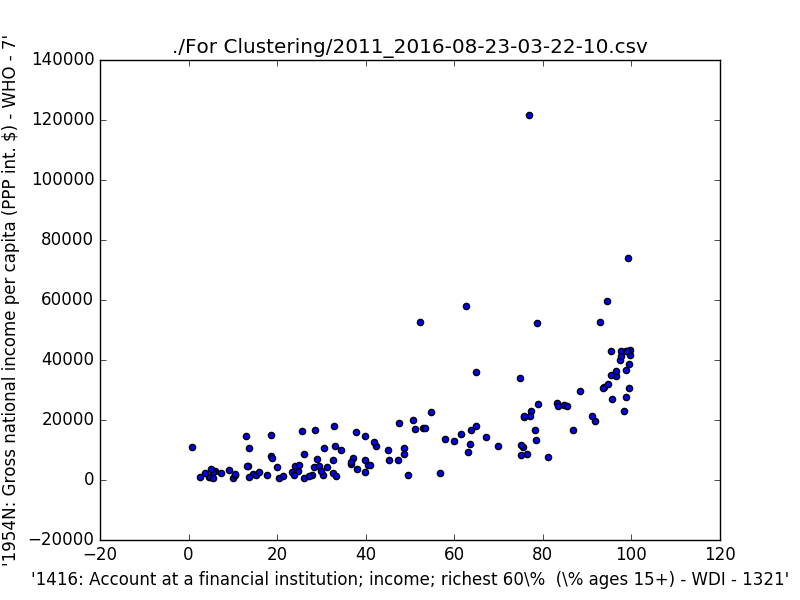 ./For Clustering/2011_2016-08-23-03-22-10.csv
'1954N: Gross national income per capita (PPP int. $) - WHO - 7'
140000
120000
100000
80000
60000
40000
20000
0
−20000
−20 0 20 40 60 80 100 120
'1416: Account at a financial institution; income; richest 60\% (\% ages 15+) - WDI - 1321'